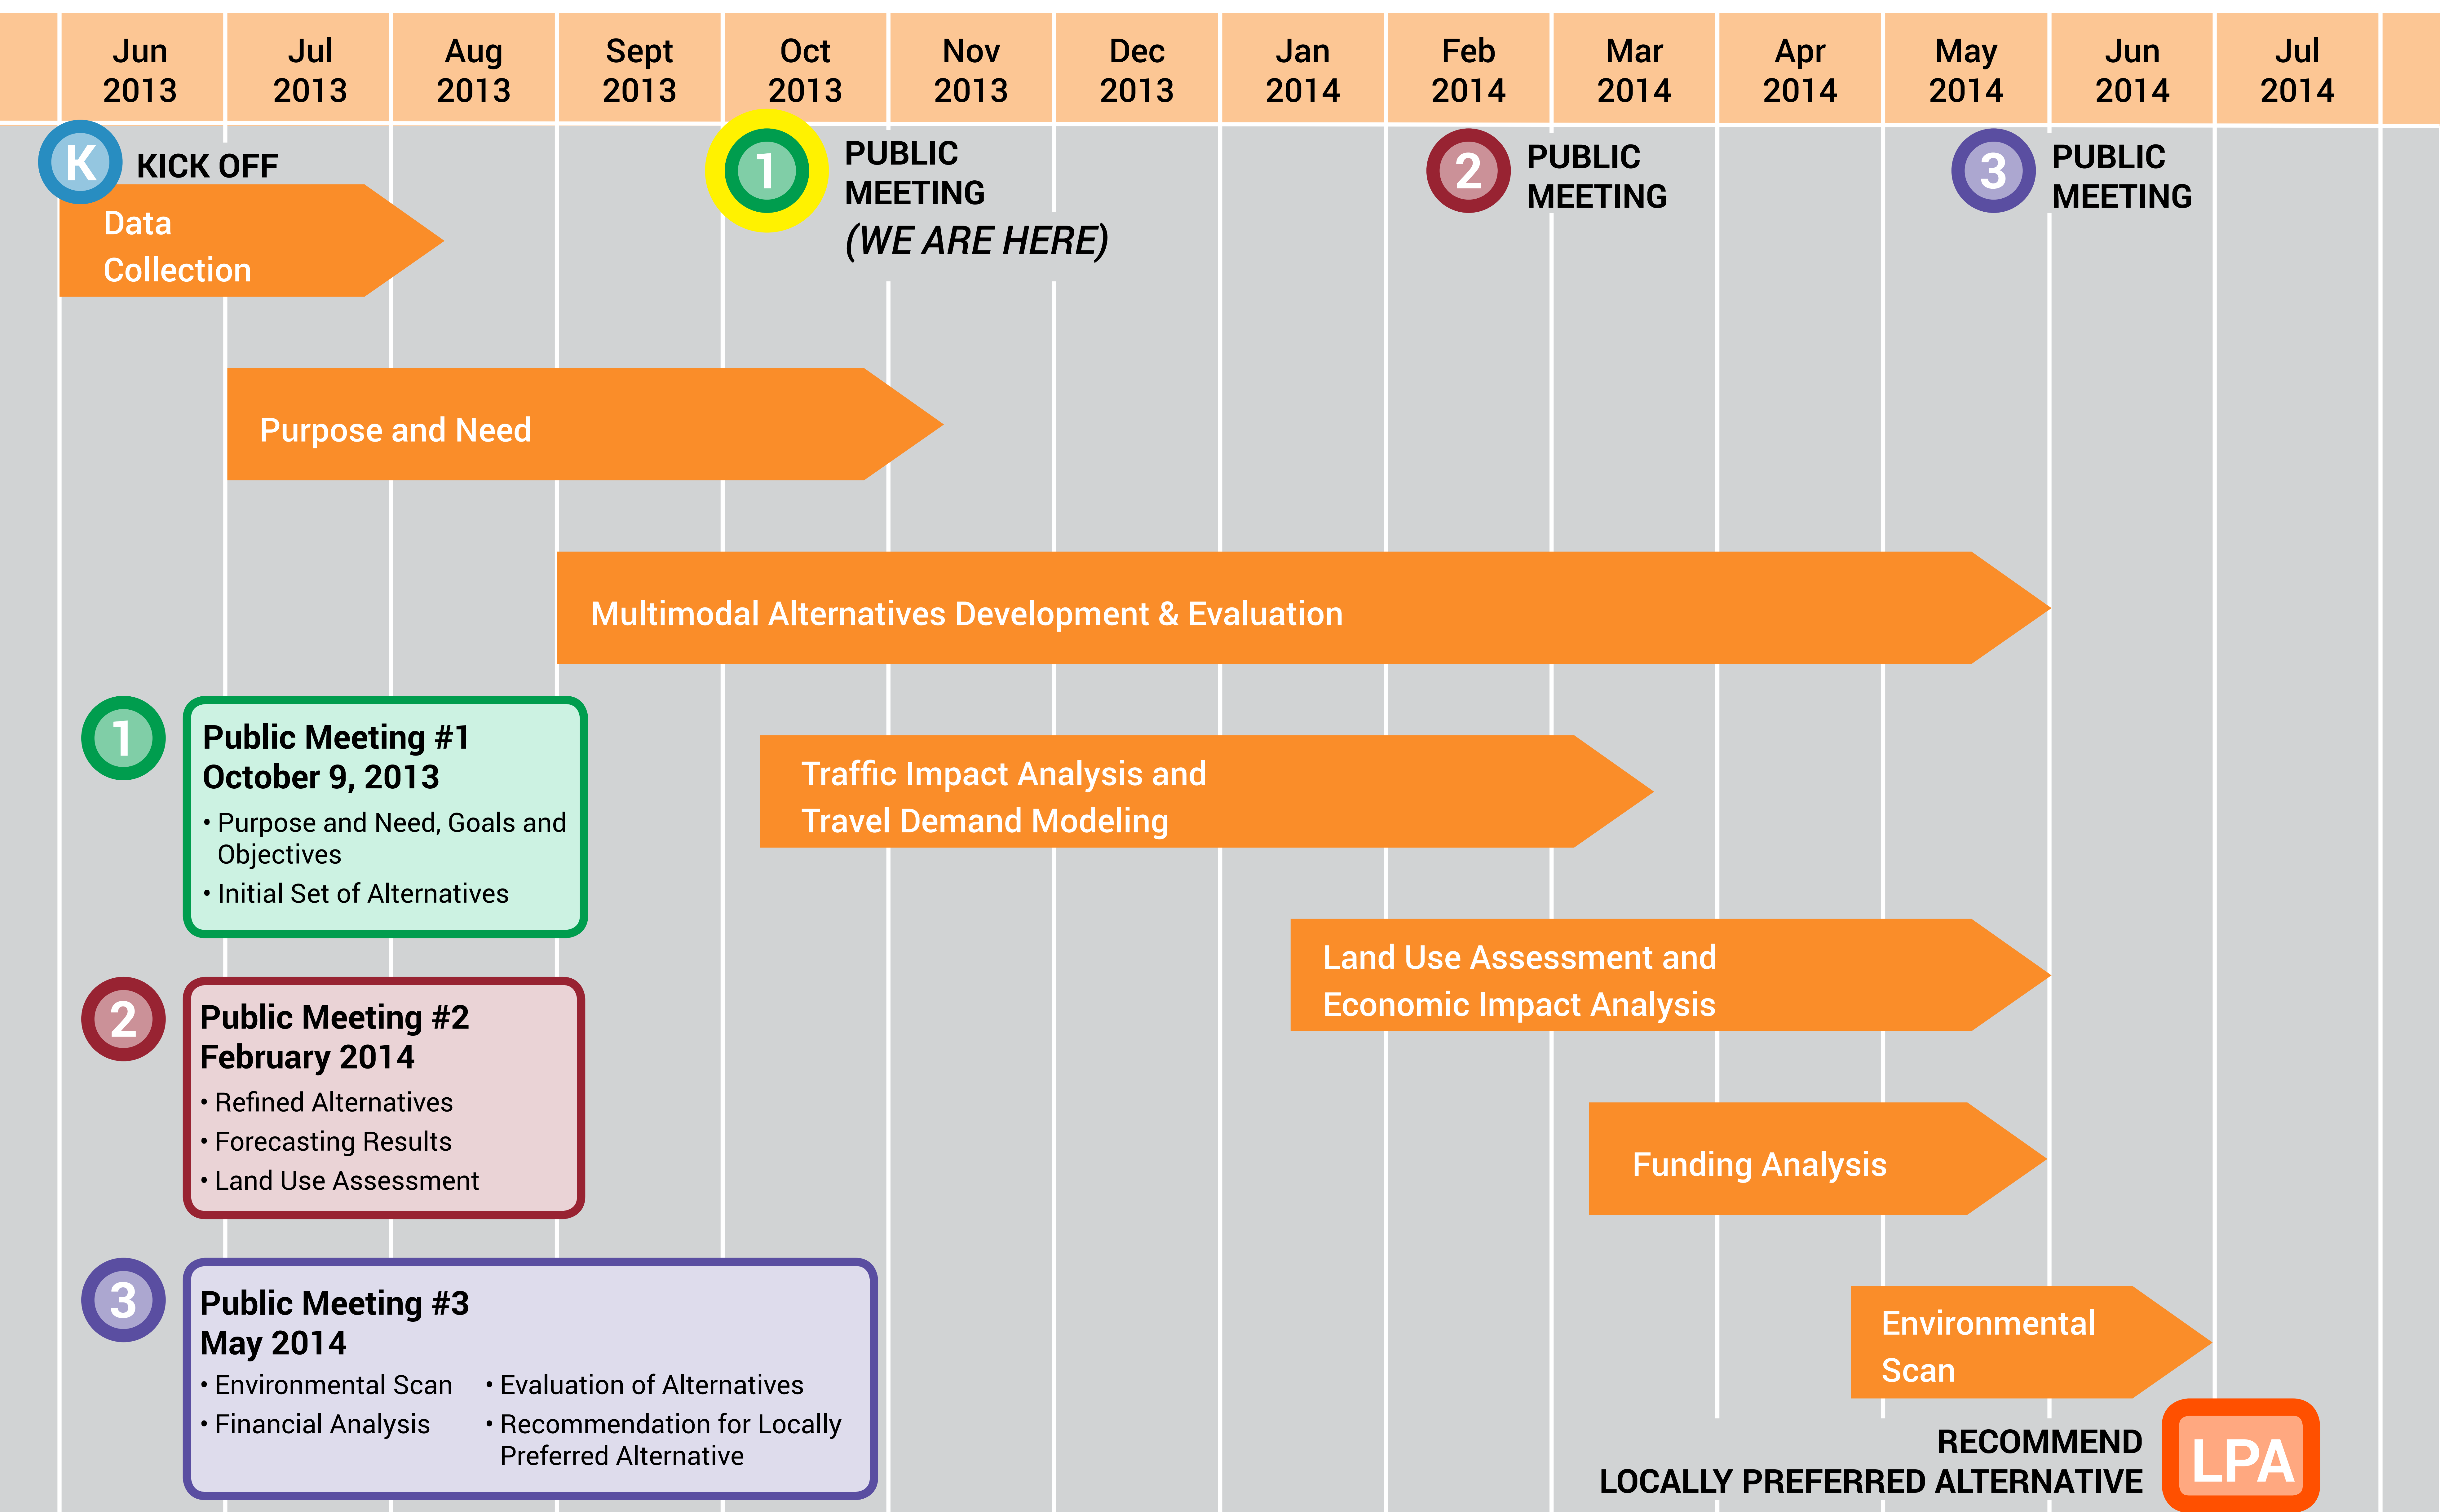 Jun Jul Aug Sept Oct Nov Dec Jan Feb Mar Apr May Jun Jul
2013 2013 2013 2013 2013 2013 2013 2014 2014 2014 2014 2014 2014 2014
K KICK OFF
1 PUBLIC
MEETING
(WE ARE HERE)
2 PUBLIC
MEETING
3 PUBLIC
MEETING
Data
Collection
Purpose and Need
Multimodal Alternatives Development & Evaluation
1
Public Meeting #1
October 9, 2013
• Purpose and Need, Goals and
Objectives
• Initial Set of Alternatives
Traffic Impact Analysis and
Travel Demand Modeling
Land Use Assessment and
Economic Impact Analysis
2
Public Meeting #2
February 2014
• Refined Alternatives
• Forecasting Results
• Land Use Assessment
Funding Analysis
3
Public Meeting #3
May 2014
• Environmental Scan
• Financial Analysis
• Evaluation of Alternatives
• Recommendation for Locally
Preferred Alternative
Environmental
Scan
RECOMMEND
LOCALLY PREFERRED ALTERNATIVE
LPA